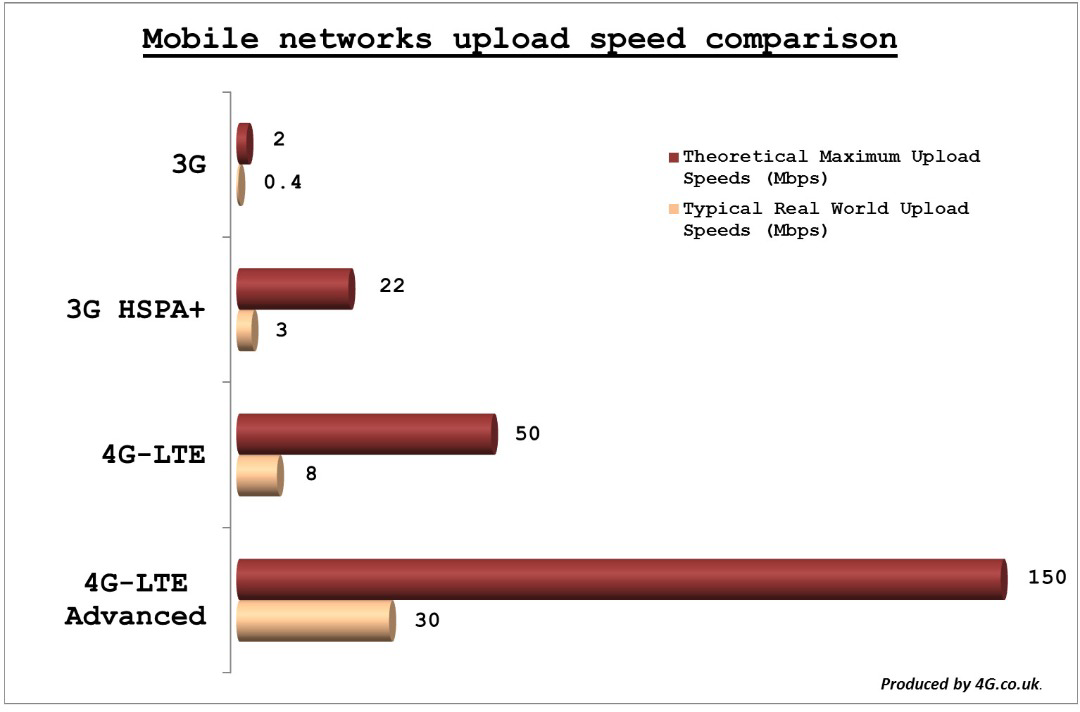 Mobile networks upload speed comparison
3G
2
0.4
Theoretical Maximum Upload
Speeds (Mbps)
Typical Real World Upload
Speeds (Mbps)
3G HSPA+
22
3
4G-LTE
50
8
4G-LTE
Advanced
150
30
Produced by 4G.co.uk.